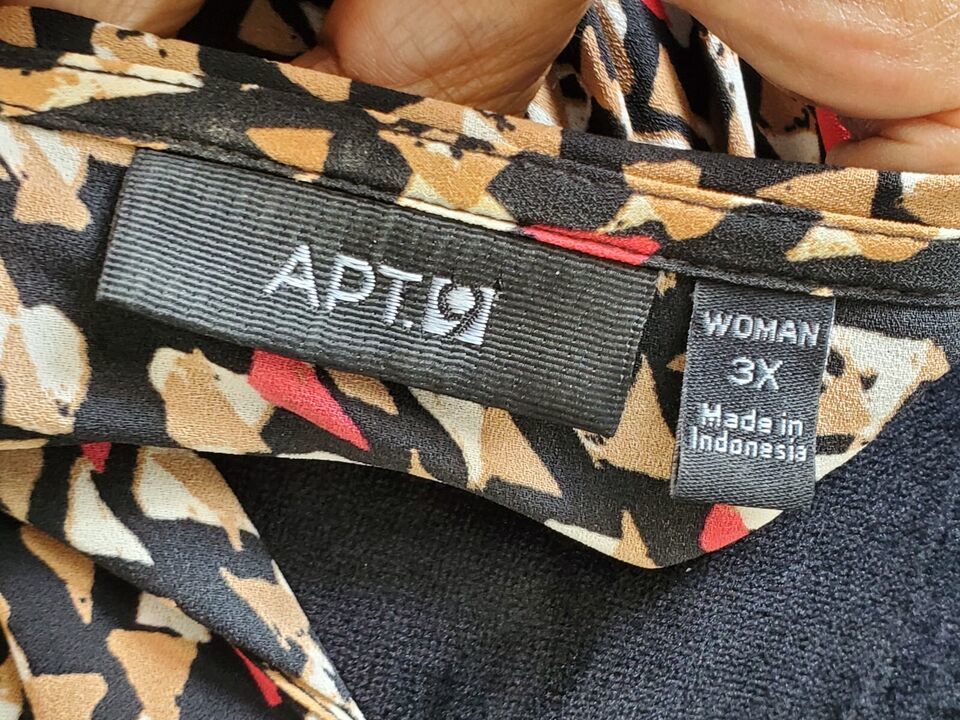 APT.9
WOMAN
3X
Made in
Indonesia